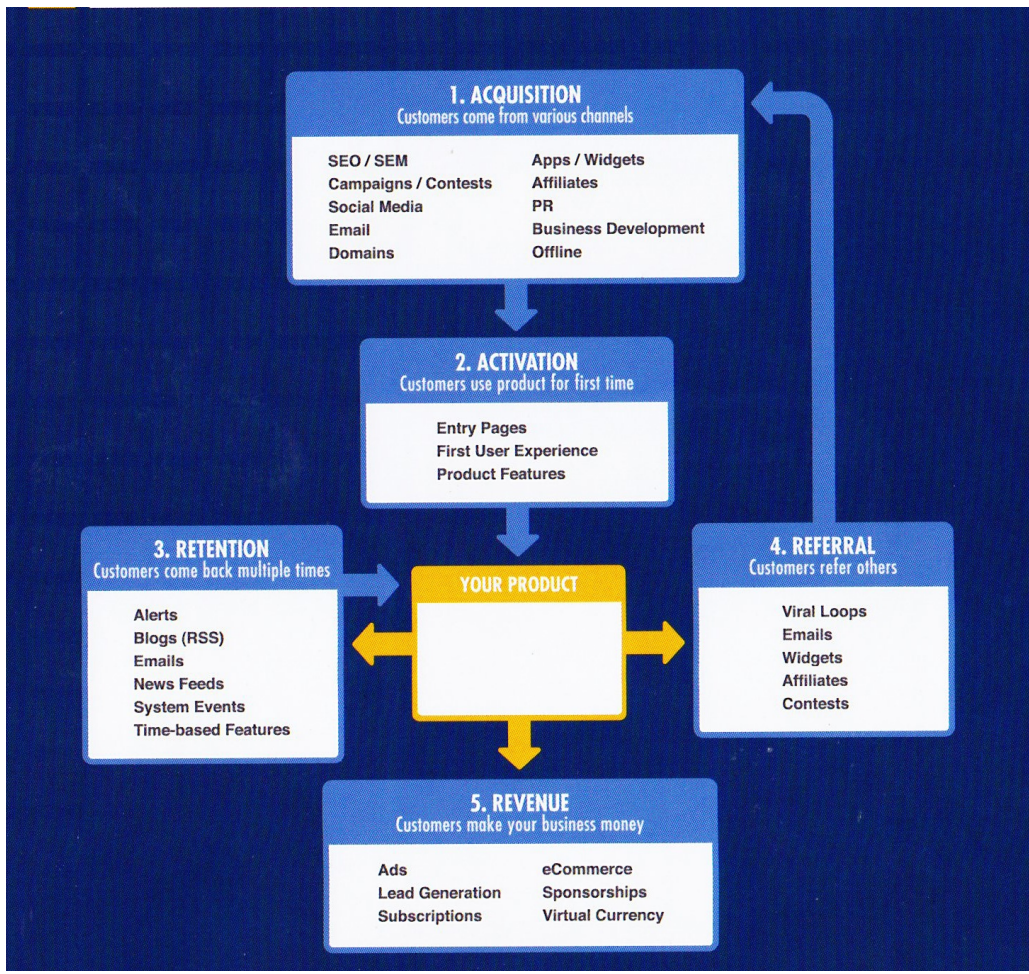 1. ACQUISITION
Customers come from various channels
SEO / SEM
Campaigns / Contests
Social Media
Email
Domains
Apps / Widgets
Affiliates
PR
Business Development
Offline
2. ACTIVATION
Customers use product for first time
Entry Pages
First User Experience
Product Features
3. RETENTION
Customers come back multiple times
Alerts
Blogs (RSS)
Emails
News Feeds
System Events
Time-based Features
YOUR PRODUCT
4. REFERRAL
Customers refer others
Viral Loops
Emails
Widgets
Affiliates
Contests
5. REVENUE
Customers make your business money
Ads
Lead Generation
Subscriptions
eCommerce
Sponsorships
Virtual Currency